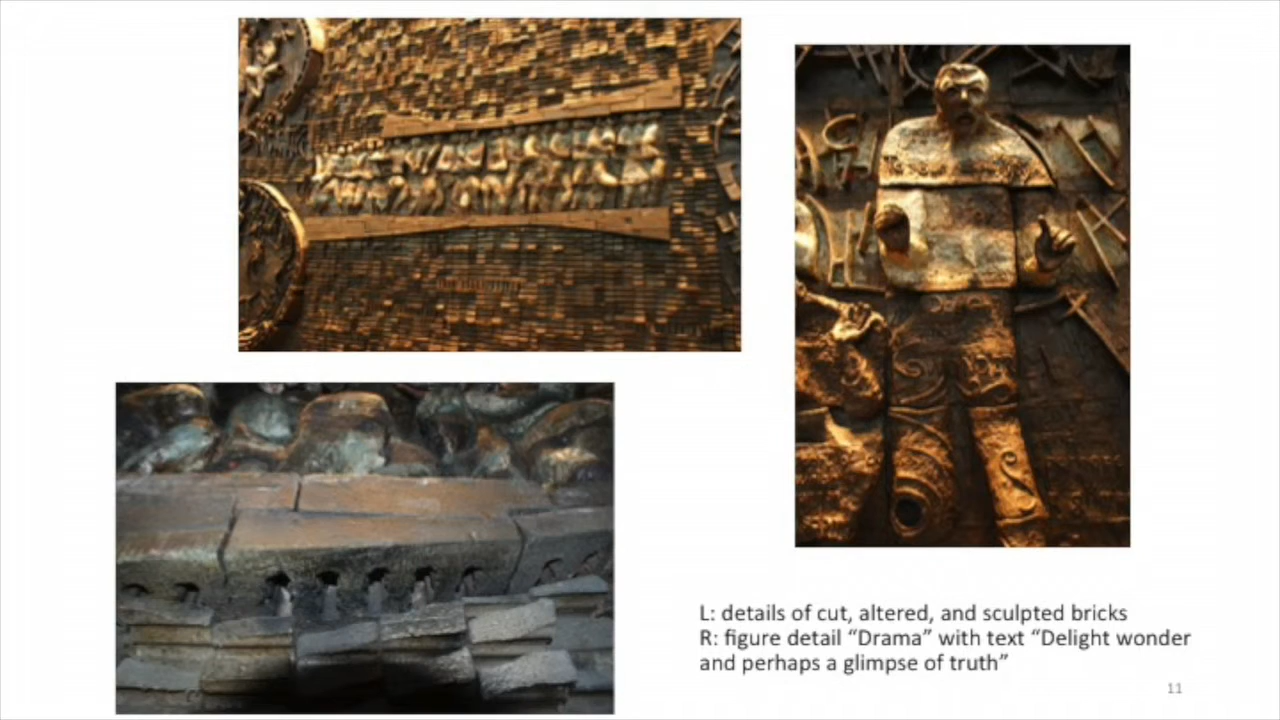 L: details of cut, altered, and sculpted bricks
R: figure detail “Drama” with text “Delight wonder
and perhaps a glimpse of truth”
11